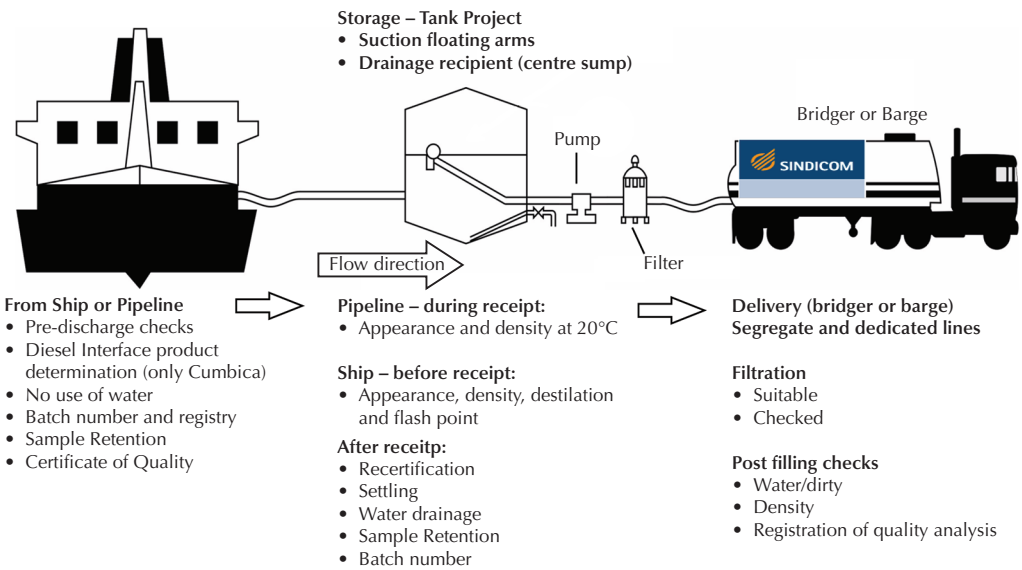 Storage – Tank Project
• Suction floating arms
• Drainage recipient (centre sump)
Bridger or Barge
Pump
SINDICOM
Flow direction
Filter
From Ship or Pipeline
• Pre-discharge checks
• Diesel Interface product
determination (only Cumbica)
• No use of water
• Batch number and registry
• Sample Retention
• Certificate of Quality
Pipeline – during receipt:
• Appearance and density at 20°C
Ship – before receipt:
• Appearance, density, destilation
and flash point
After receitp:
• Recertification
• Settling
• Water drainage
• Sample Retention
• Batch number
Delivery (bridger or barge)
Segregate and dedicated lines
Filtration
• Suitable
• Checked
Post filling checks
• Water/dirty
• Density
• Registration of quality analysis